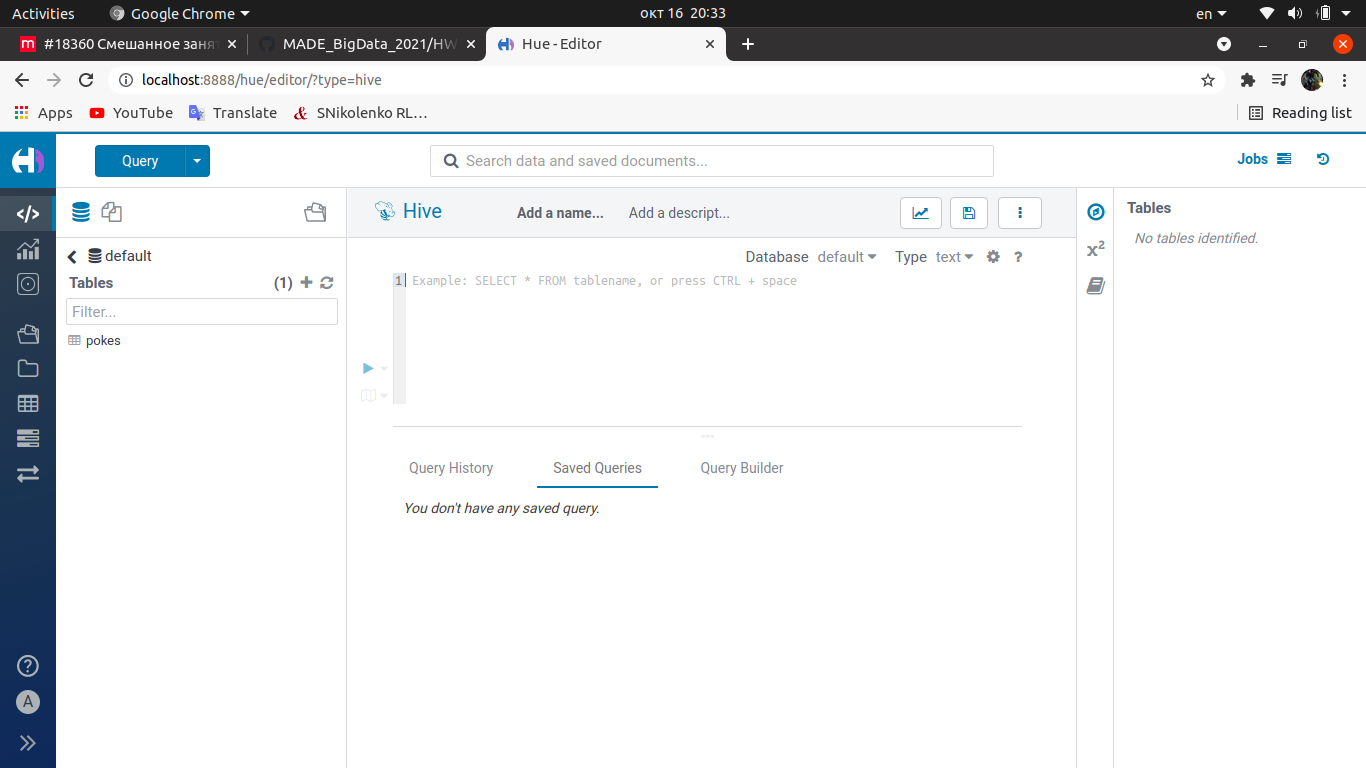 Activities Google Chrome окт 16 20:33 en
#18360 Смешанное заня MADE_BigData_2021/HW Hue - Editor
localhost:8888/hue/editor/?type=hive
Apps YouTube Translate SNikolenko RL... Reading list
Query Search data and saved documents... Jobs
Hive Add a name... Add a descript... Tables
No tables identified.
default Database default Type text ?
Tables (1)
1 Example: SELECT * FROM tablename, or press CTRL + space
Filter...
pokes
Query History Saved Queries Query Builder
You don't have any saved query.
A